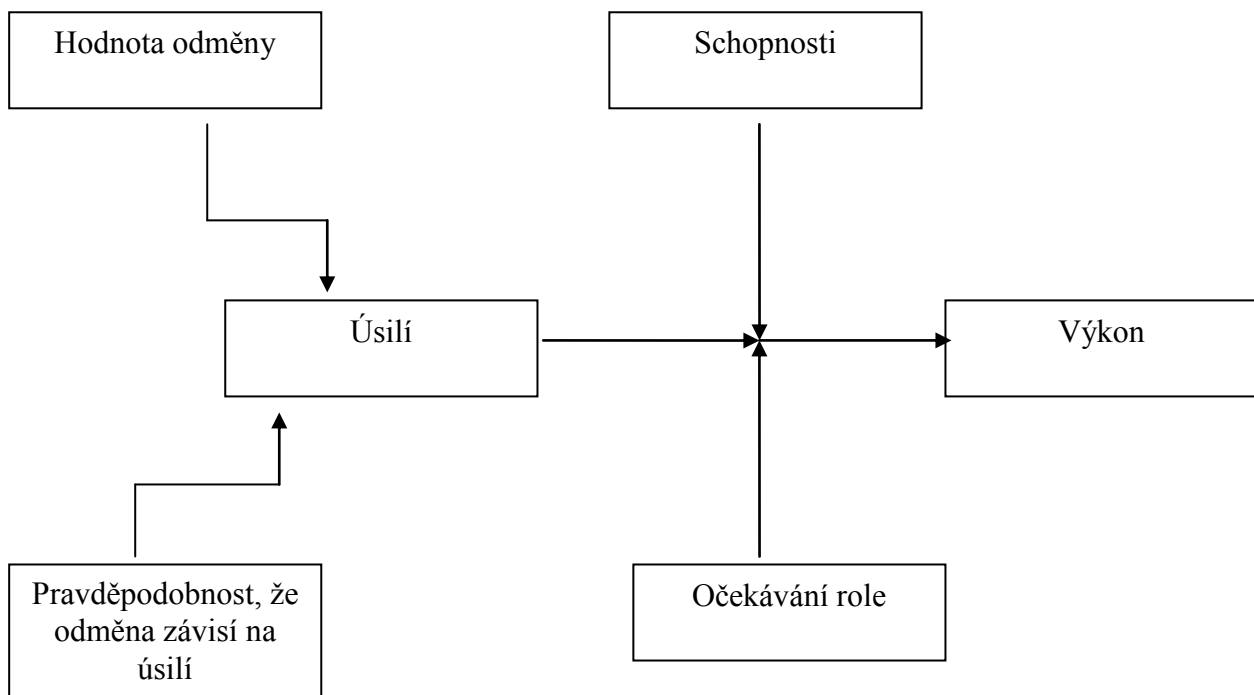 Hodnota odměny
Schopnosti
Úsilí
Výkon
Pravděpodobnost, že
odměna závisí na
úsilí
Očekávání role